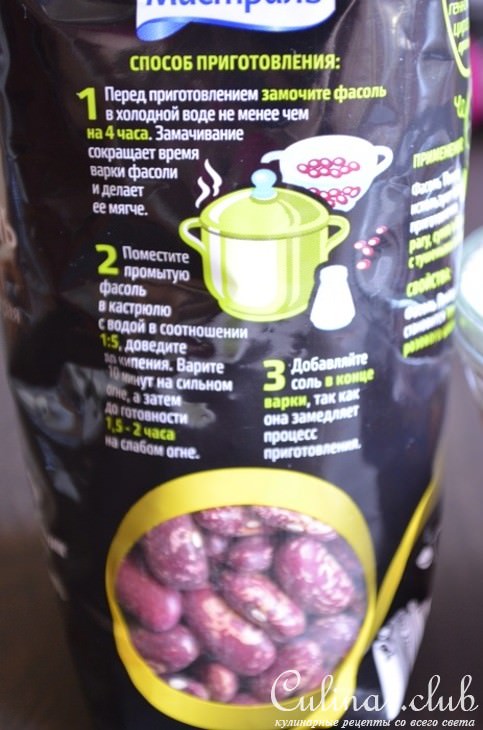 Мистраль
СПОСОБ ПРИГОТОВЛЕНИЯ:
1 Перед приготовлением замочите фасоль
в холодной воде не менее чем
на 4 часа. Замачивание
сокращает время
варки фасоли
и делает
ее мягче.
2 Поместите
промытую
фасоль
в кастрюлю
с водой в соотношении
1:5, доведите
до кипения. Варите
10 минут на сильном
огне, а затем
до готовности
1,5 - 2 часа
на слабом огне.
3 Добавляйте
соль в конце
варки, так как
она замедляет
процесс
приготовления.
ПРИМЕНЕНИЕ
Фасоль
рагу,
СВОЙСТВА:
Culina .club
кулинарные рецепты со всего света